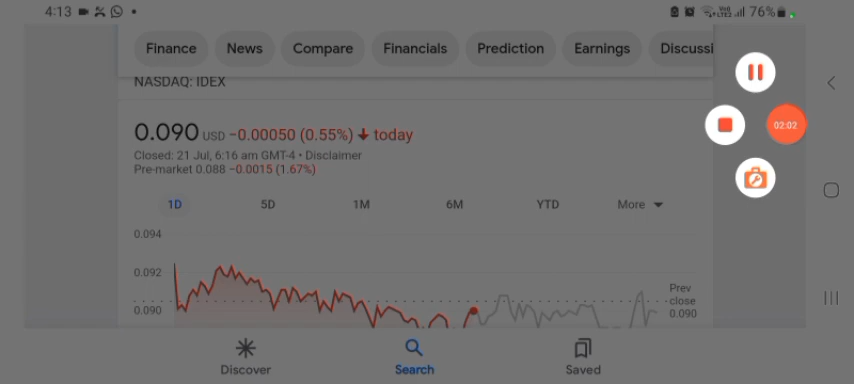 4:13 76%
Finance News Compare Financials Prediction Earnings Discussi
NASDAQ: IDEX
0.090 USD −0.00050 (0.55%) today
Closed: 21 Jul, 6:16 am GMT-4 • Disclaimer
Pre-market 0.088 −0.0015 (1.67%)
1D 5D 1M 6M YTD More
0.094
0.092
0.090
Prev
close
0.090
02:02
Discover Search Saved